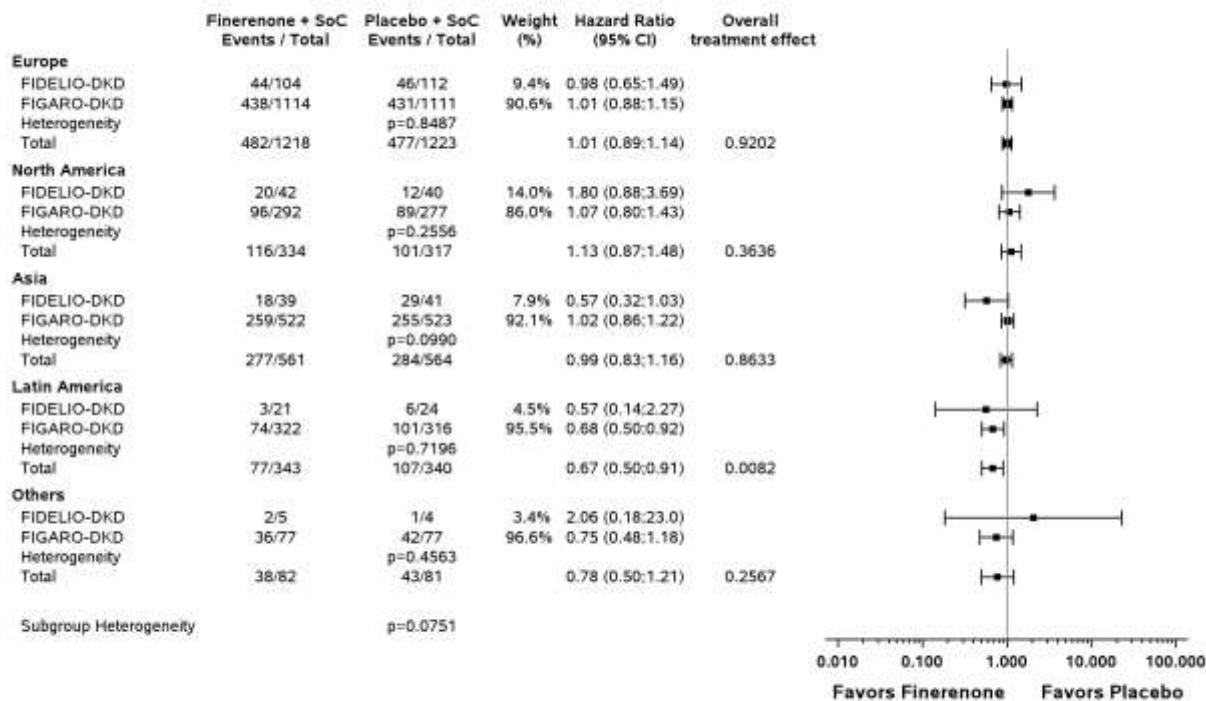 Finerenone + SoC Placebo + SoC Weight Hazard Ratio Overall
Events / Total Events / Total (%) (95% CI) treatment effect
Europe
FIDELIO-DKD 44/104 46/112 9.4% 0.98 (0.65;1.49)
FIGARO-DKD 438/1114 431/1111 90.6% 1.01 (0.88;1.15)
Heterogeneity p=0.8487
Total 482/1218 477/1223 1.01 (0.89;1.14) 0.9202
North America
FIDELIO-DKD 20/42 12/40 14.0% 1.80 (0.88;3.69)
FIGARO-DKD 96/292 89/277 86.0% 1.07 (0.80;1.43)
Heterogeneity p=0.2556
Total 116/334 101/317 1.13 (0.87;1.48) 0.3636
Asia
FIDELIO-DKD 18/39 29/41 7.9% 0.57 (0.32;1.03)
FIGARO-DKD 259/522 255/523 92.1% 1.02 (0.86;1.22)
Heterogeneity p=0.0990
Total 277/561 284/564 0.99 (0.83;1.16) 0.8633
Latin America
FIDELIO-DKD 3/21 6/24 4.5% 0.57 (0.14;2.27)
FIGARO-DKD 74/322 101/316 95.5% 0.68 (0.50;0.92)
Heterogeneity p=0.7196
Total 77/343 107/340 0.67 (0.50;0.91) 0.0082
Others
FIDELIO-DKD 2/5 1/4 3.4% 2.06 (0.18;23.0)
FIGARO-DKD 36/77 42/77 96.6% 0.75 (0.48;1.18)
Heterogeneity p=0.4563
Total 38/82 43/81 0.78 (0.50;1.21) 0.2567
Subgroup Heterogeneity p=0.0751
0.010 0.100 1.000 10.000 100.000
Favors Finerenone Favors Placebo